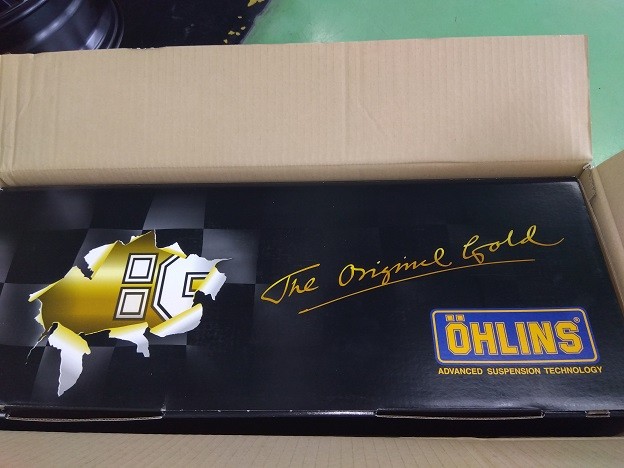 The Original Gold
ÖHLINS®
ADVANCED SUSPENSION TECHNOLOGY